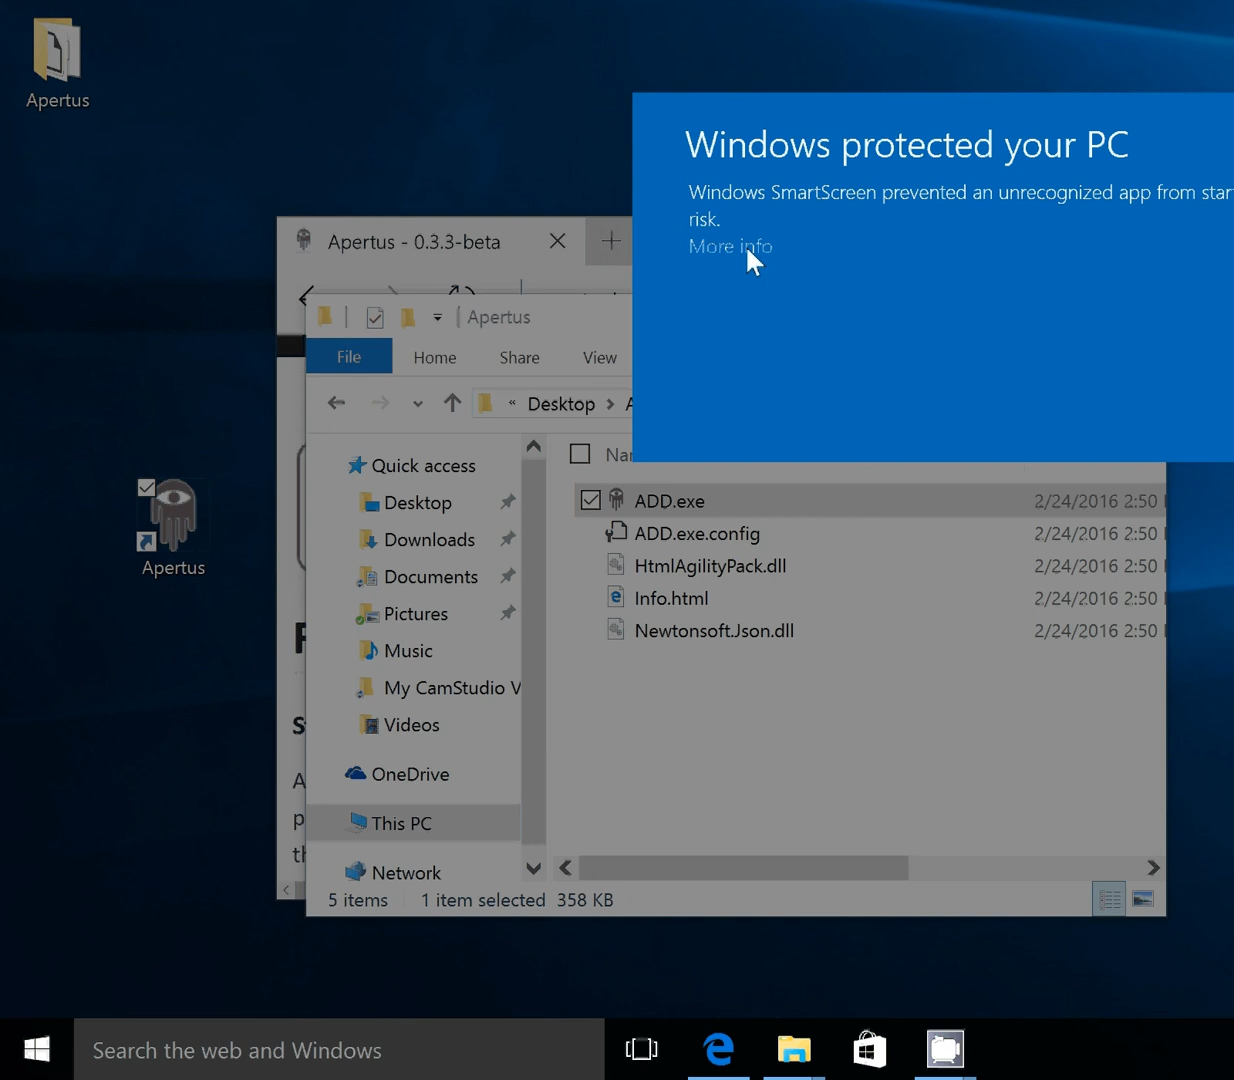 Apertus
Windows protected your PC
Windows SmartScreen prevented an unrecognized app from star
risk.
More info
Apertus - 0.3.3-beta
Apertus
File Home Share View
« Desktop > A
Quick access
Desktop
Downloads
Documents
Pictures
Music
My CamStudio V
Videos
OneDrive
This PC
Network
Nar
ADD.exe 2/24/2016 2:50
ADD.exe.config 2/24/2016 2:50
HtmlAgilityPack.dll 2/24/2016 2:50
Info.html 2/24/2016 2:50
Newtonsoft.Json.dll 2/24/2016 2:50
5 items 1 item selected 358 KB
Apertus
Search the web and Windows